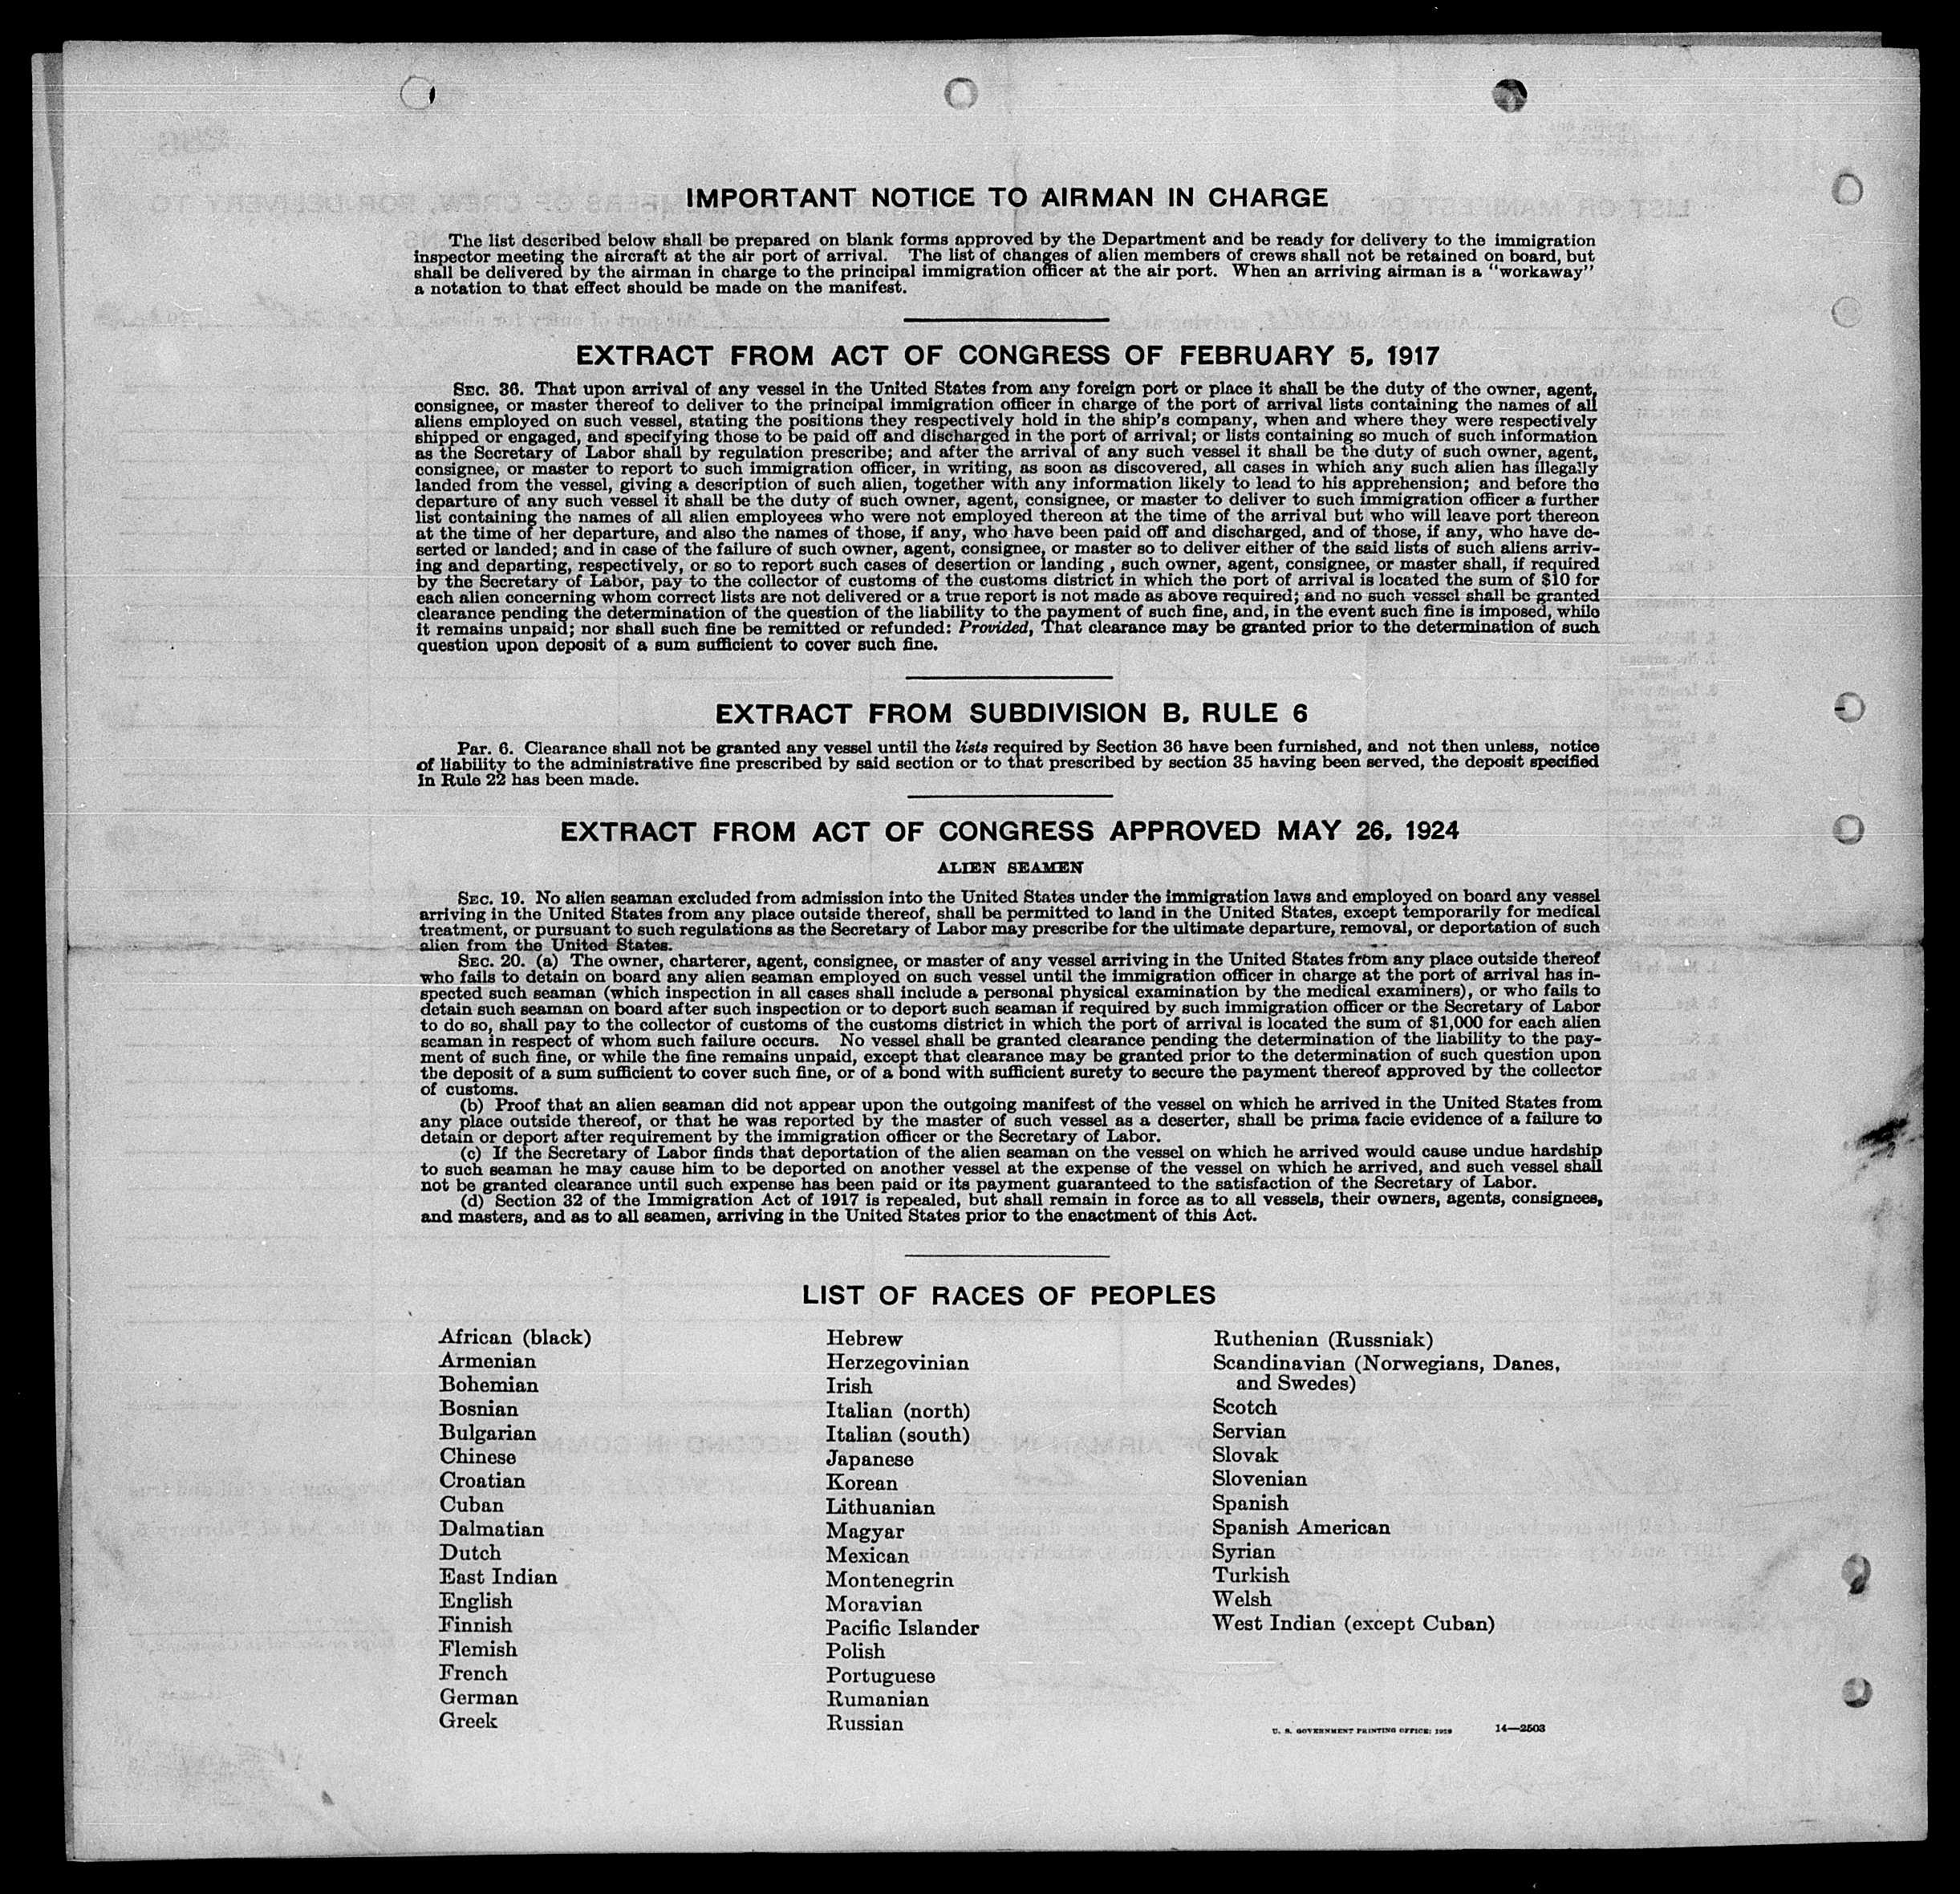 IMPORTANT NOTICE TO AIRMAN IN CHARGE
The list described below shall be prepared on blank forms approved by the Department and be ready for delivery to the immigration
inspector meeting the aircraft at the air port of arrival. The list of changes of alien members of crews shall not be retained on board, but
shall be delivered by the airman in charge to the principal immigration officer at the air port. When an arriving airman is a "workaway"
a notation to that effect should be made on the manifest.
EXTRACT FROM ACT OF CONGRESS OF FEBRUARY 5, 1917
SEC. 36. That upon arrival of any vessel in the United States from any foreign port or place it shall be the duty of the owner, agent,
consignee, or master thereof to deliver to the principal immigration officer in charge of the port of arrival lists containing the names of all
aliens employed on such vessel, stating the positions they respectively hold in the ship's company, when and where they were respectively
shipped or engaged, and specifying those to be paid off and discharged in the port of arrival; or lists containing so much of such information
as the Secretary of Labor shall by regulation prescribe; and after the arrival of any such vessel it shall be the duty of such owner, agent,
consignee, or master to report to such immigration officer, in writing, as soon as discovered, all cases in which any such alien has illegally
landed from the vessel, giving a description of such alien, together with any information likely to lead to his apprehension; and before the
departure of any such vessel it shall be the duty of such owner, agent, consignee, or master to deliver to such immigration officer a further
list containing the names of all alien employees who were not employed thereon at the time of the arrival but who will leave port thereon
at the time of her departure, and also the names of those, if any, who have been paid off and discharged, and of those, if any, who have de-
serted or landed; and in case of the failure of such owner, agent, consignee, or master so to deliver either of the said lists of such aliens arriv-
ing and departing, respectively, or so to report such cases of desertion or landing , such owner, agent, consignee, or master shall, if required
by the Secretary of Labor, pay to the collector of customs of the customs district in which the port of arrival is located the sum of $10 for
each alien concerning whom correct lists are not delivered or a true report is not made as above required; and no such vessel shall be granted
clearance pending the determination of the question of the liability to the payment of such fine, and, in the event such fine is imposed, while
it remains unpaid; nor shall such fine be remitted or refunded: Provided, That clearance may be granted prior to the determination of such
question upon deposit of a sum sufficient to cover such fine.
EXTRACT FROM SUBDIVISION B, RULE 6
Par. 6. Clearance shall not be granted any vessel until the lists required by Section 36 have been furnished, and not then unless, notice
of liability to the administrative fine prescribed by said section or to that prescribed by section 35 having been served, the deposit specified
in Rule 22 has been made.
EXTRACT FROM ACT OF CONGRESS APPROVED MAY 26, 1924
ALIEN SEAMEN
SEC. 19. No alien seaman excluded from admission into the United States under the immigration laws and employed on board any vessel
arriving in the United States from any place outside thereof, shall be permitted to land in the United States, except temporarily for medical
treatment, or pursuant to such regulations as the Secretary of Labor may prescribe for the ultimate departure, removal, or deportation of such
alien from the United States.
SEC. 20. (a) The owner, charterer, agent, consignee, or master of any vessel arriving in the United States from any place outside thereof
who fails to detain on board any alien seaman employed on such vessel until the immigration officer in charge at the port of arrival has in-
spected such seaman (which inspection in all cases shall include a personal physical examination by the medical examiners), or who fails to
detain such seaman on board after such inspection or to deport such seaman if required by such immigration officer or the Secretary of Labor
to do so, shall pay to the collector of customs of the customs district in which the port of arrival is located the sum of $1,000 for each alien
seaman in respect of whom such failure occurs. No vessel shall be granted clearance pending the determination of the liability to the pay-
ment of such fine, or while the fine remains unpaid, except that clearance may be granted prior to the determination of such question upon
the deposit of a sum sufficient to cover such fine, or of a bond with sufficient surety to secure the payment thereof approved by the collector
of customs.
(b) Proof that an alien seaman did not appear upon the outgoing manifest of the vessel on which he arrived in the United States from
any place outside thereof, or that he was reported by the master of such vessel as a deserter, shall be prima facie evidence of a failure to
detain or deport after requirement by the immigration officer or the Secretary of Labor.
(c) If the Secretary of Labor finds that deportation of the alien seaman on the vessel on which he arrived would cause undue hardship
to such seaman he may cause him to be deported on another vessel at the expense of the vessel on which he arrived, and such vessel shall
not be granted clearance until such expense has been paid or its payment guaranteed to the satisfaction of the Secretary of Labor.
(d) Section 32 of the Immigration Act of 1917 is repealed, but shall remain in force as to all vessels, their owners, agents, consignees,
and masters, and as to all seamen, arriving in the United States prior to the enactment of this Act.
LIST OF RACES OF PEOPLES
African (black)
Armenian
Bohemian
Bosnian
Bulgarian
Chinese
Croatian
Cuban
Dalmatian
Dutch
East Indian
English
Finnish
Flemish
French
German
Greek
Hebrew
Herzegovinian
Irish
Italian (north)
Italian (south)
Japanese
Korean
Lithuanian
Magyar
Mexican
Montenegrin
Moravian
Pacific Islander
Polish
Portuguese
Rumanian
Russian
Ruthenian (Russniak)
Scandinavian (Norwegians, Danes,
and Swedes)
Scotch
Servian
Slovak
Slovenian
Spanish
Spanish American
Syrian
Turkish
Welsh
West Indian (except Cuban)
U. S. GOVERNMENT PRINTING OFFICE: 1929 14—2503